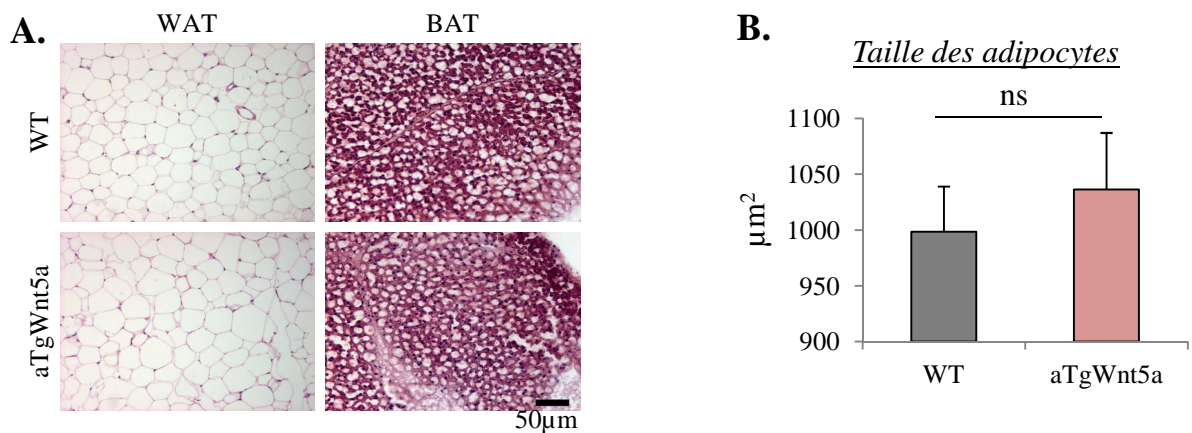 A.
WAT
BAT
WT
aTgWnt5a
50µm
B.
Taille des adipocytes
ns
µm²
1100
1050
1000
950
900
WT
aTgWnt5a